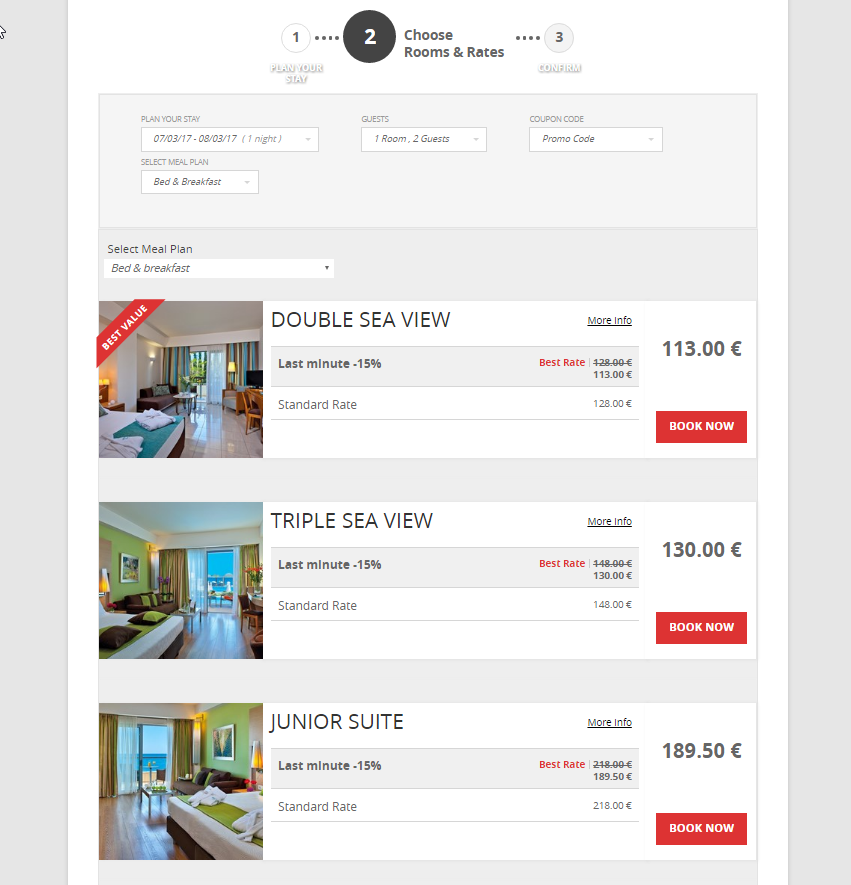 1
2
Choose
Rooms & Rates
3
PLAN YOUR
STAY
CONFIRM
PLAN YOUR STAY
07/03/17 - 08/03/17 ( 1 night )
GUESTS
1 Room , 2 Guests
COUPON CODE
Promo Code
SELECT MEAL PLAN
Bed & Breakfast
Select Meal Plan
Bed & breakfast
BEST VALUE
DOUBLE SEA VIEW
More Info
Last minute -15%
Best Rate | 128.00 €
113.00 €
Standard Rate
128.00 €
113.00 €
BOOK NOW
TRIPLE SEA VIEW
More Info
Last minute -15%
Best Rate | 148.00 €
130.00 €
Standard Rate
148.00 €
130.00 €
BOOK NOW
JUNIOR SUITE
More Info
Last minute -15%
Best Rate | 218.00 €
189.50 €
Standard Rate
218.00 €
189.50 €
BOOK NOW